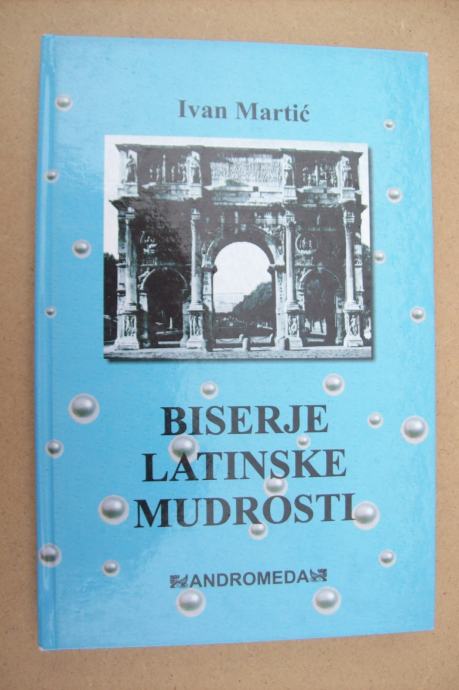 Ivan Martić
BISERJE
LATINSKE
MUDROSTI
ANDROMEDA